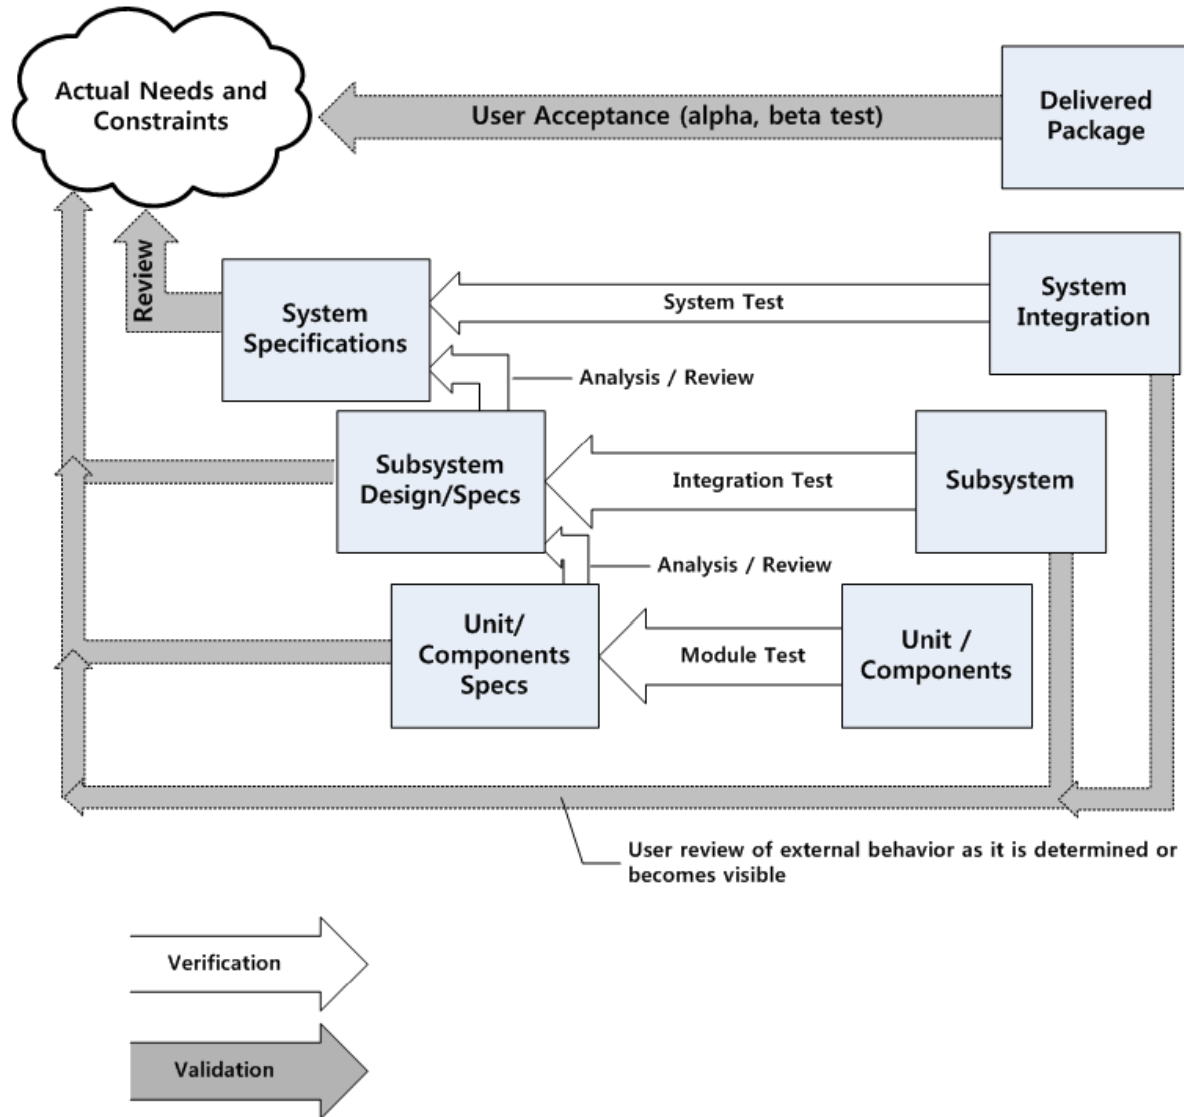 Actual Needs and
Constraints
User Acceptance (alpha, beta test)
Delivered
Package
Review
System
Specifications
System Test
System
Integration
Analysis / Review
Subsystem
Design/Specs
Integration Test
Subsystem
Analysis / Review
Unit/
Components
Specs
Module Test
Unit /
Components
User review of external behavior as it is determined or
becomes visible
Verification
Validation